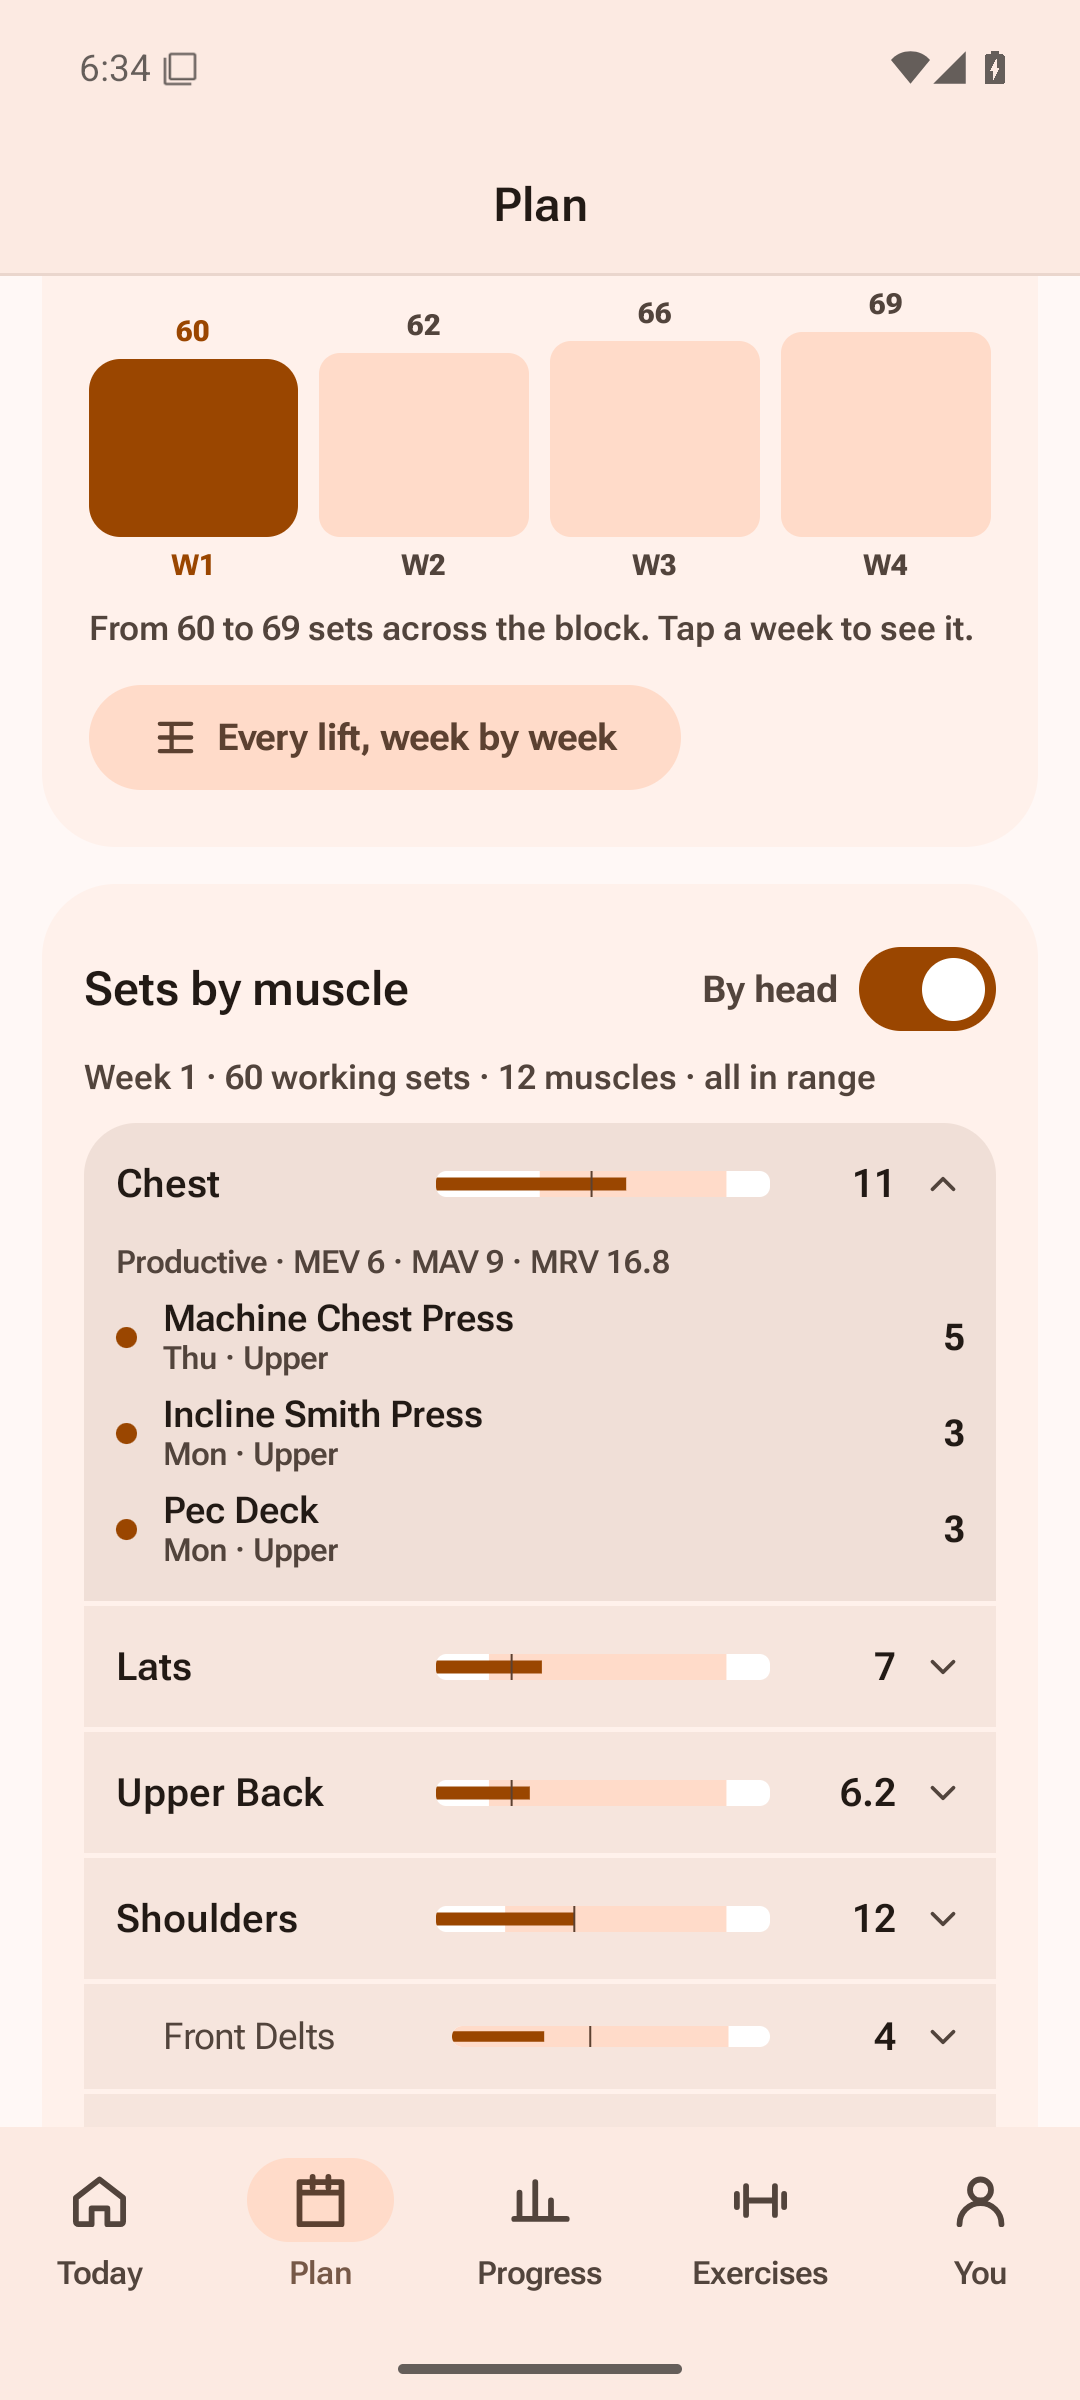 6:34
Plan
60 62 66 69
W1 W2 W3 W4
From 60 to 69 sets across the block. Tap a week to see it.
Every lift, week by week
Sets by muscle By head
Week 1 · 60 working sets · 12 muscles · all in range
Chest 11
Productive · MEV 6 · MAV 9 · MRV 16.8
Machine Chest Press
Thu · Upper
5
Incline Smith Press
Mon · Upper
3
Pec Deck
Mon · Upper
3
Lats 7
Upper Back 6.2
Shoulders 12
Front Delts 4
Today Plan Progress Exercises You